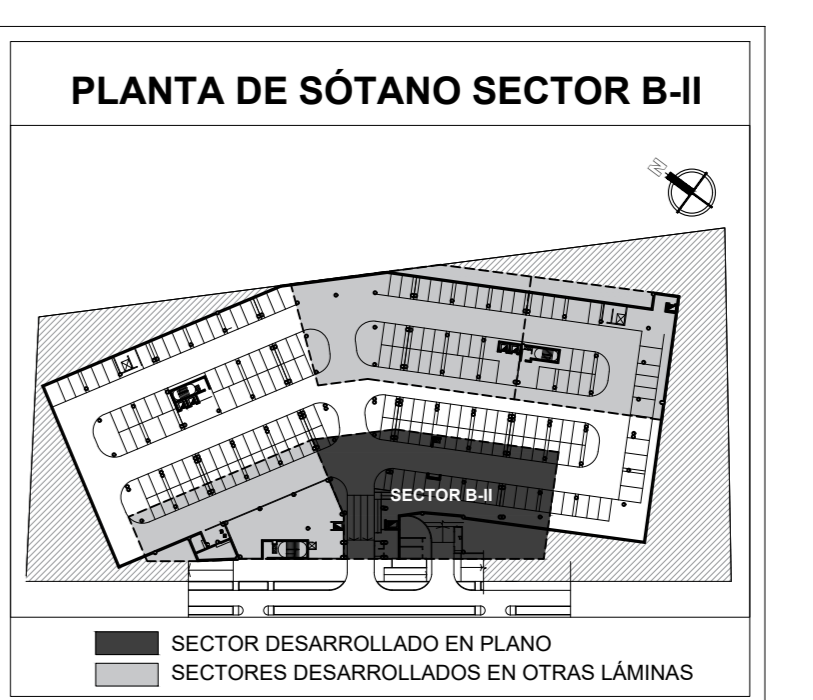 PLANTA DE SÓTANO SECTOR B-II
N
SECTOR B-II
SECTOR DESARROLLADO EN PLANO
SECTORES DESARROLLADOS EN OTRAS LÁMINAS